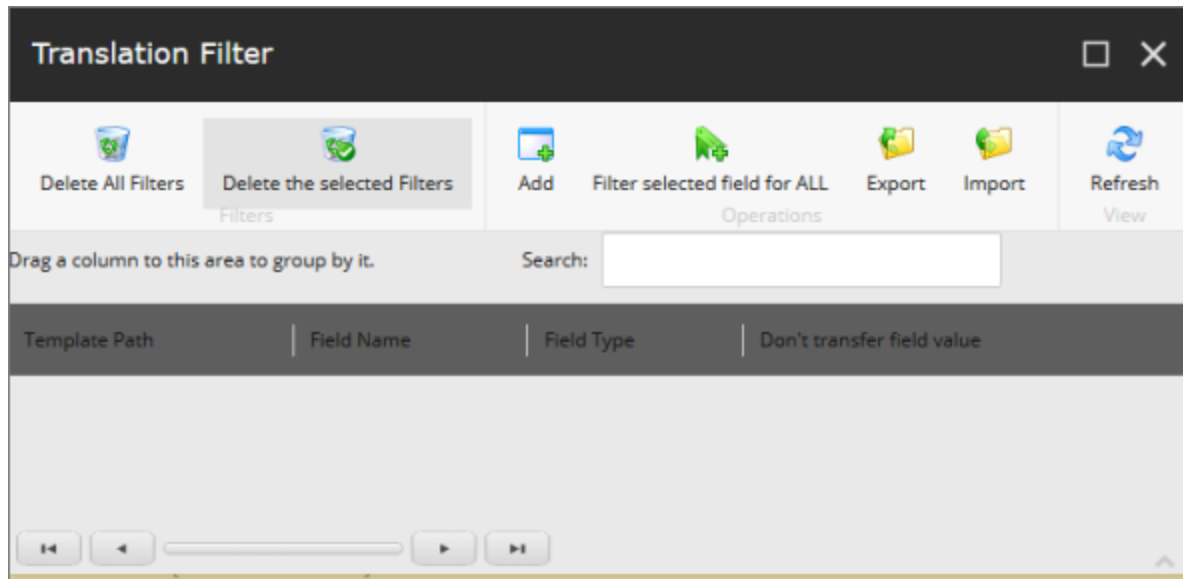 Translation Filter
Delete All Filters Delete the selected Filters Add Filter selected field for ALL Export Import Refresh
Filters Operations View
Drag a column to this area to group by it. Search:
Template Path Field Name Field Type Don't transfer field value